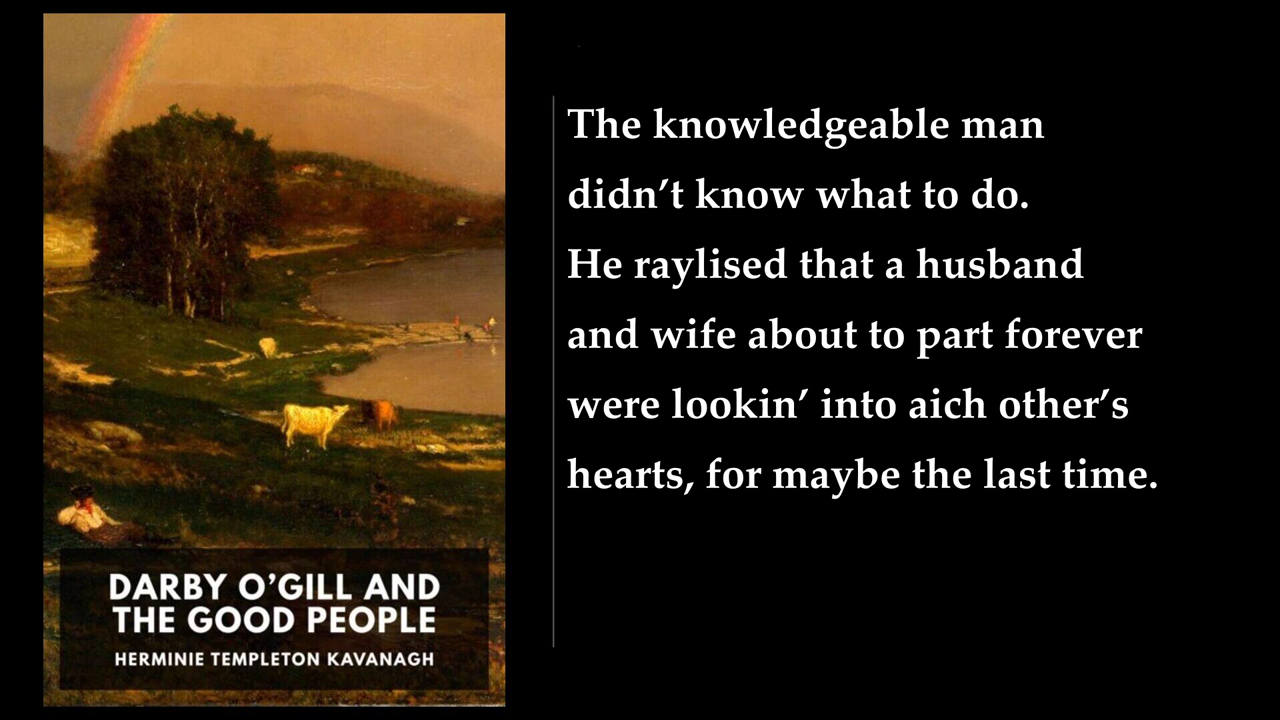 The knowledgeable man
didn’t know what to do.
He raylised that a husband
and wife about to part forever
were lookin’ into aich other’s
hearts, for maybe the last time.
DARBY O’GILL AND
THE GOOD PEOPLE
HERMINIE TEMPLETON KAVANAGH